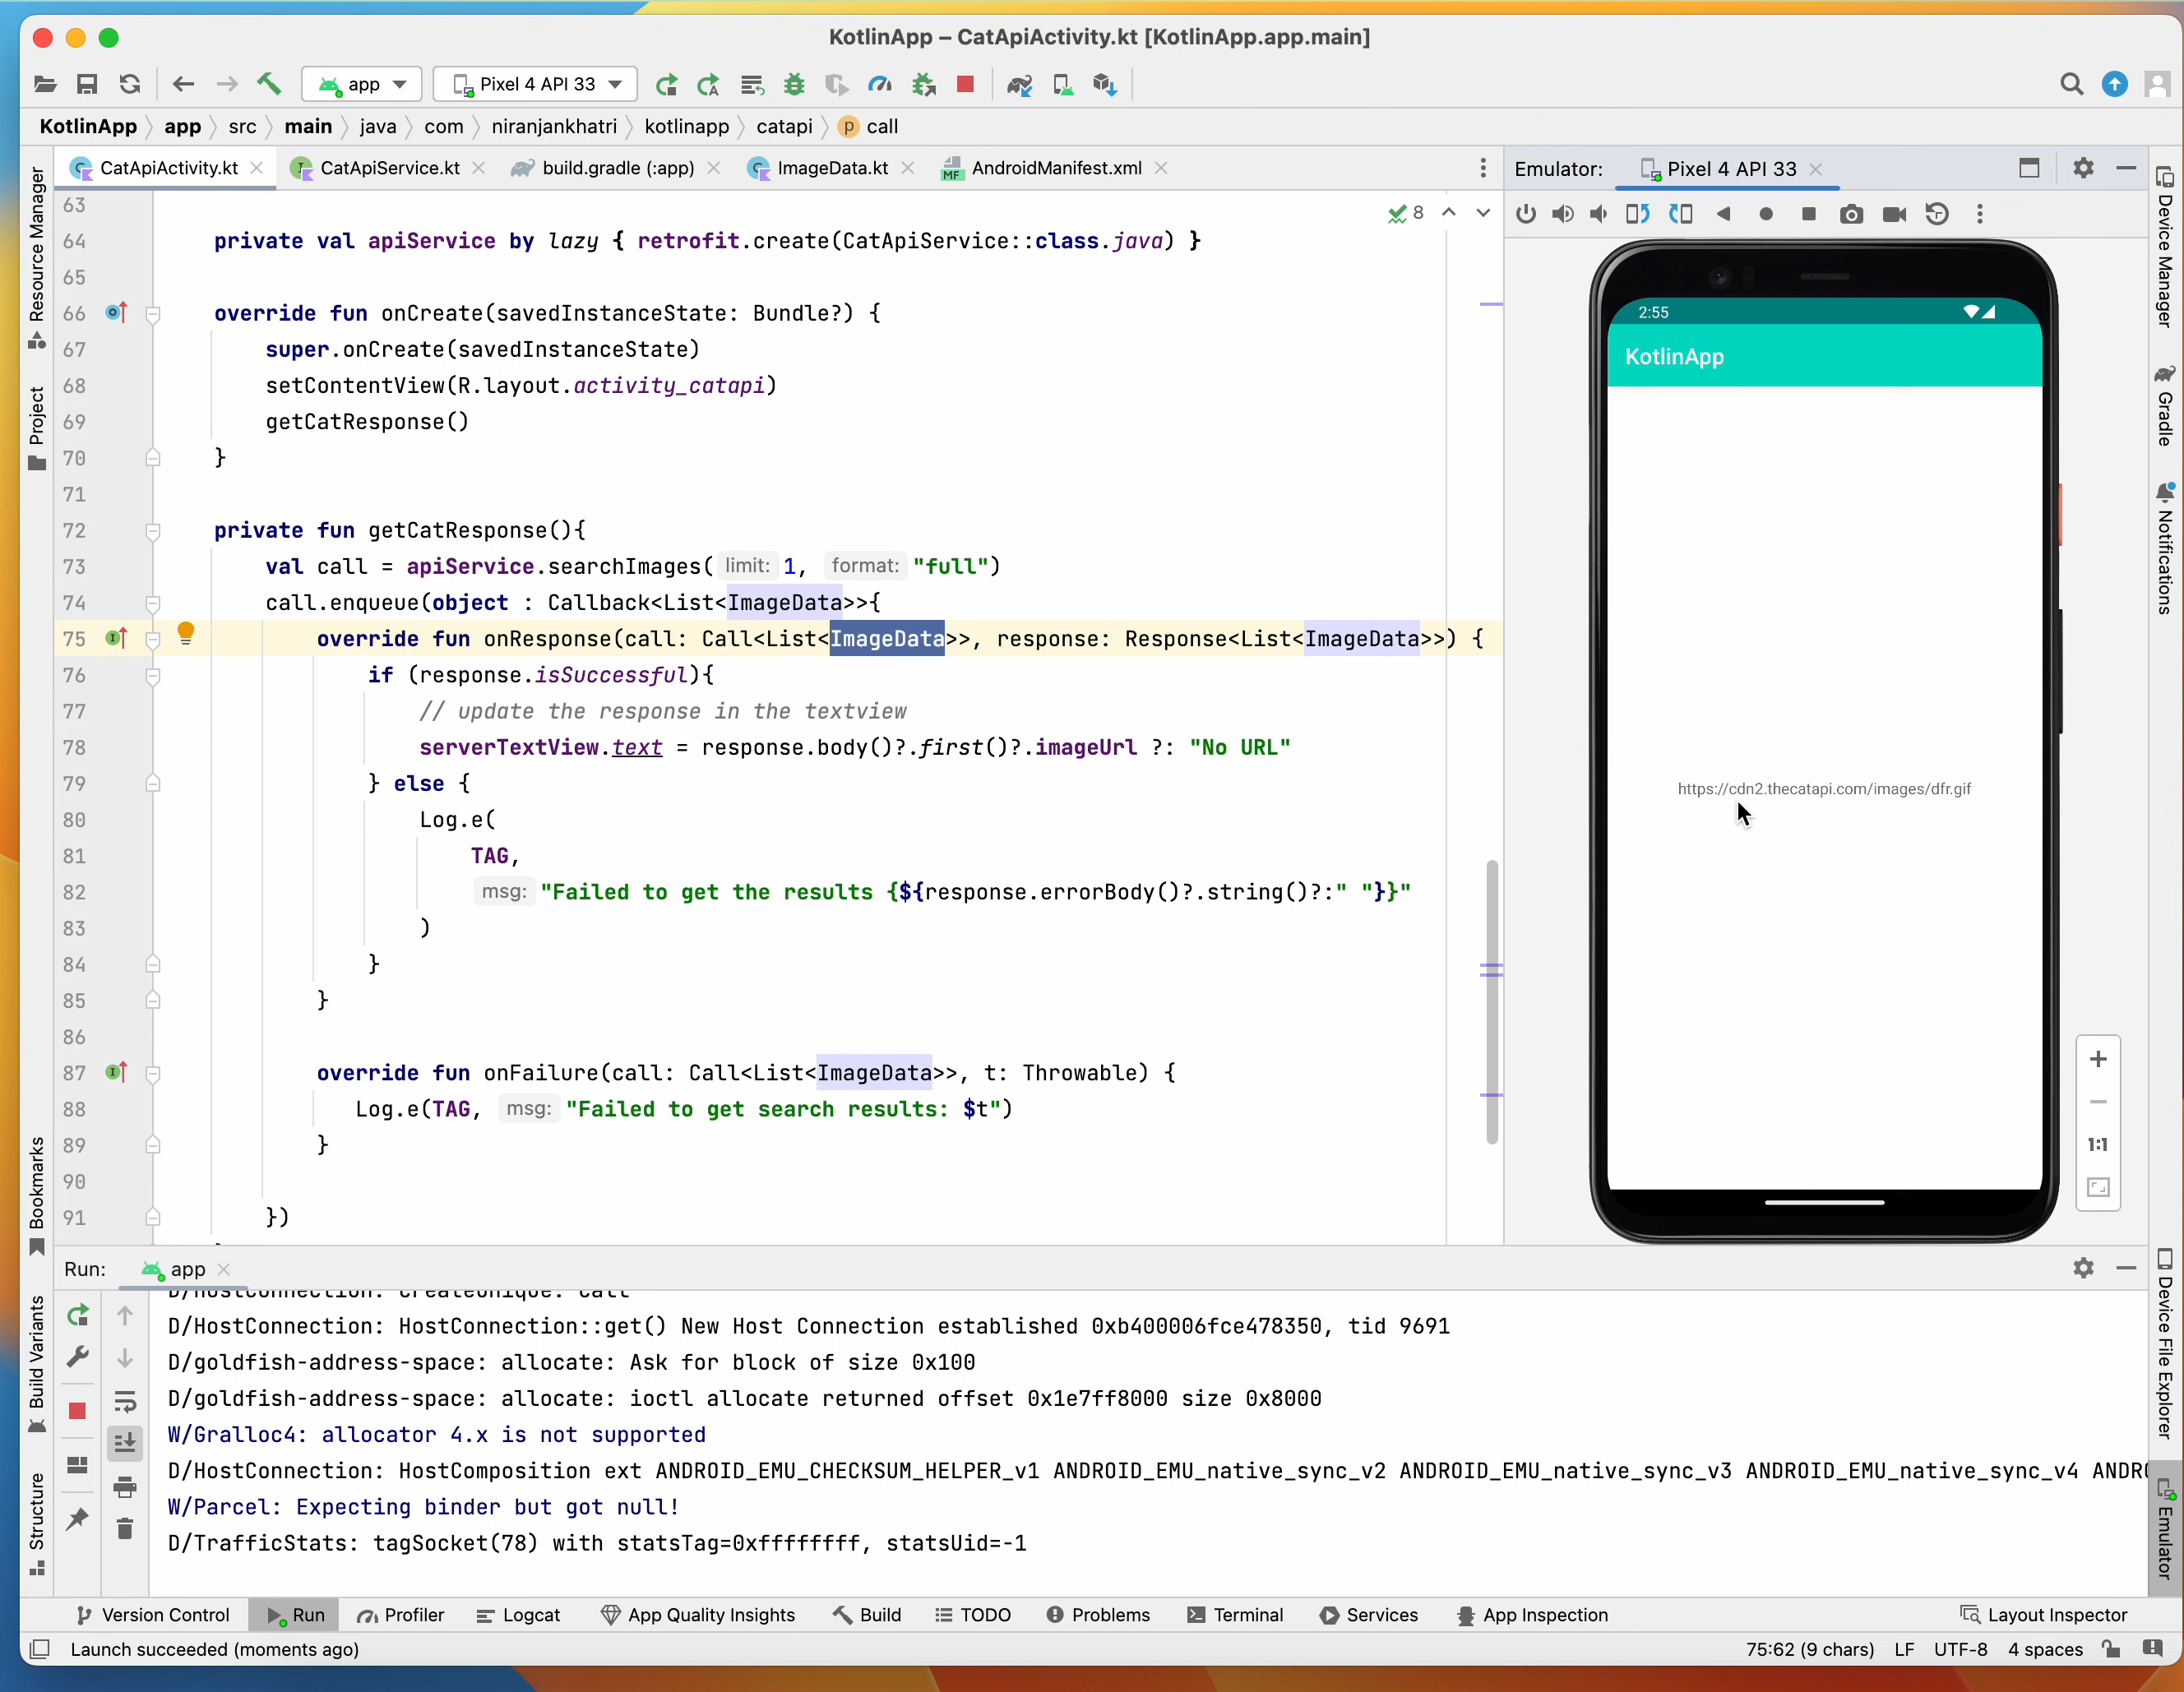 KotlinApp – CatApiActivity.kt [KotlinApp.app.main]
app
Pixel 4 API 33
KotlinApp
app
src
main
java
com
niranjankhatri
kotlinapp
catapi
p
call
CatApiActivity.kt
CatApiService.kt
build.gradle (:app)
ImageData.kt
AndroidManifest.xml
Emulator:
Pixel 4 API 33
Resource Manager
Project
Bookmarks
Build Variants
Structure
8
63
64 private val apiService by lazy { retrofit.create(CatApiService::class.java) }
65
66 override fun onCreate(savedInstanceState: Bundle?) {
67 super.onCreate(savedInstanceState)
68 setContentView(R.layout.activity_catapi)
69 getCatResponse()
70 }
71
72 private fun getCatResponse(){
73 val call = apiService.searchImages( limit: 1, format: "full")
74 call.enqueue(object : Callback<List<ImageData>>{
75 override fun onResponse(call: Call<List<ImageData>>, response: Response<List<ImageData>>) {
76 if (response.isSuccessful){
77 // update the response in the textview
78 serverTextView.text = response.body()?.first()?.imageUrl ?: "No URL"
79 } else {
80 Log.e(
81 TAG,
82 msg: "Failed to get the results {${response.errorBody()?.string()?:" "}}"
83 )
84 }
85 }
86
87 override fun onFailure(call: Call<List<ImageData>>, t: Throwable) {
88 Log.e(TAG, msg: "Failed to get search results: $t")
89 }
90
91 })
2:55
KotlinApp
https://cdn2.thecatapi.com/images/dfr.gif
1:1
Device Manager
Gradle
Notifications
Device File Explorer
Emulator
Run:
app
D/HostConnection: createUnique: call
D/HostConnection: HostConnection::get() New Host Connection established 0xb400006fce478350, tid 9691
D/goldfish-address-space: allocate: Ask for block of size 0x100
D/goldfish-address-space: allocate: ioctl allocate returned offset 0x1e7ff8000 size 0x8000
W/Gralloc4: allocator 4.x is not supported
D/HostConnection: HostComposition ext ANDROID_EMU_CHECKSUM_HELPER_v1 ANDROID_EMU_native_sync_v2 ANDROID_EMU_native_sync_v3 ANDROID_EMU_native_sync_v4 ANDR
W/Parcel: Expecting binder but got null!
D/TrafficStats: tagSocket(78) with statsTag=0xffffffff, statsUid=-1
Version Control
Run
Profiler
Logcat
App Quality Insights
Build
TODO
Problems
Terminal
Services
App Inspection
Layout Inspector
Launch succeeded (moments ago)
75:62 (9 chars)
LF
UTF-8
4 spaces